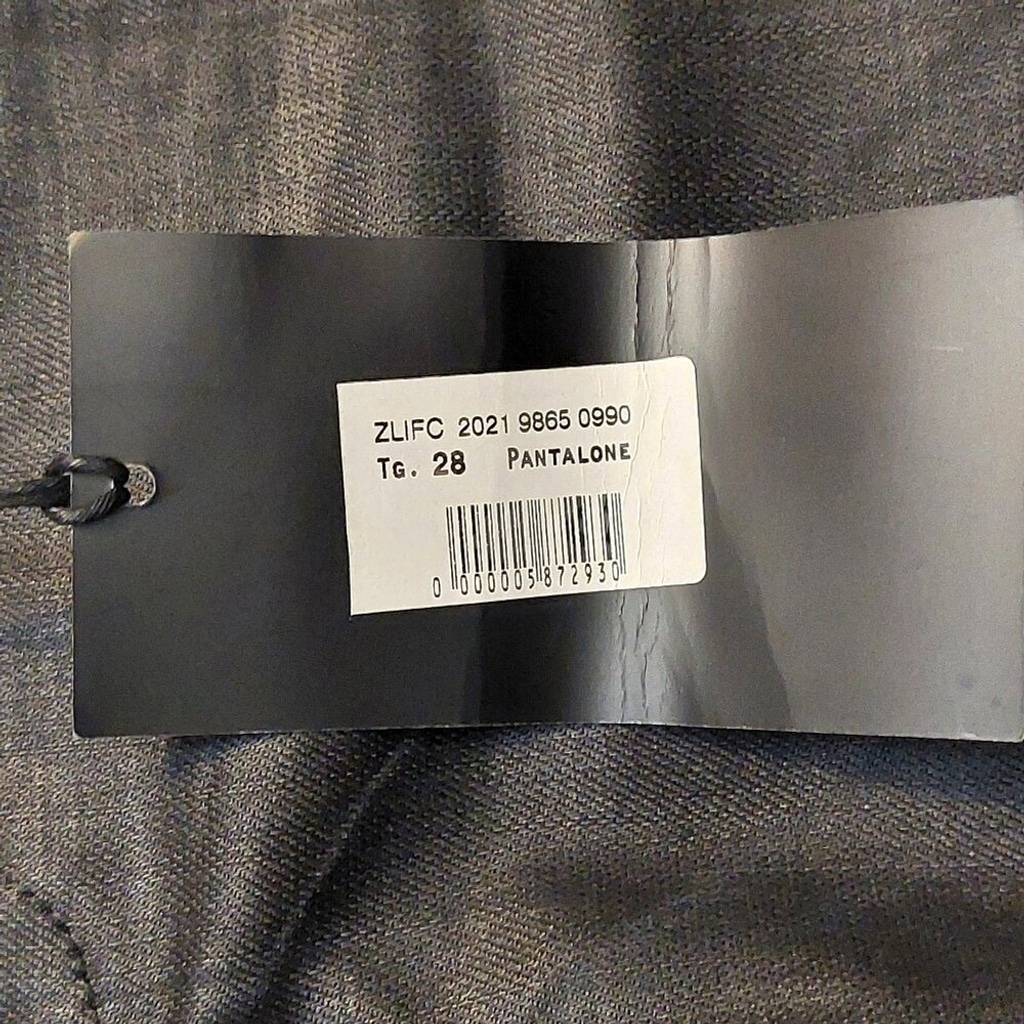 ZLIFC 2021 9865 0990
TG. 28 PANTALONE
0 000005 872930